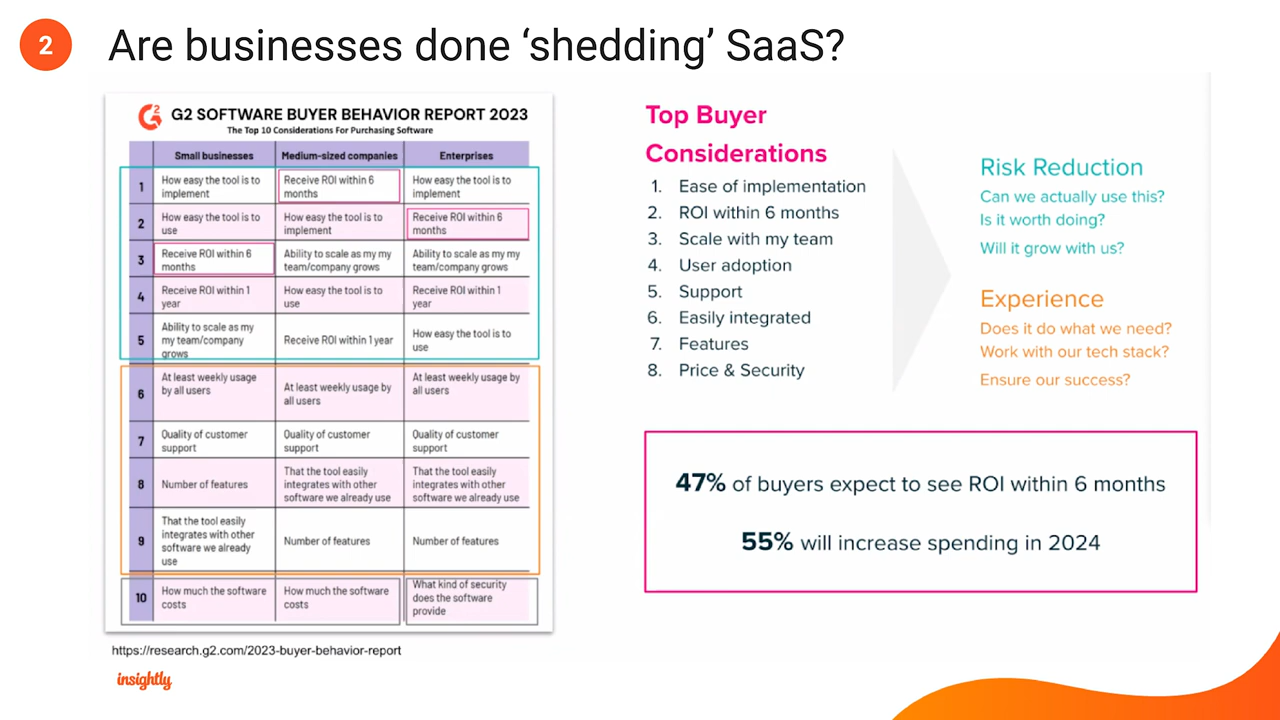 2
Are businesses done ‘shedding’ SaaS?
G2 SOFTWARE BUYER BEHAVIOR REPORT 2023
The Top 10 Considerations For Purchasing Software
Small businesses
Medium-sized companies
Enterprises
1
How easy the tool is to
implement
Receive ROI within 6
months
How easy the tool is to
implement
2
How easy the tool is to
use
How easy the tool is to
implement
Receive ROI within 6
months
3
Receive ROI within 6
months
Ability to scale as my my
team/company grows
Ability to scale as my my
team/company grows
4
Receive ROI within 1
year
How easy the tool is to
use
Receive ROI within 1
year
5
Ability to scale as my
my team/company
grows
Receive ROI within 1 year
How easy the tool is to
use
6
At least weekly usage
by all users
At least weekly usage by
all users
At least weekly usage by
all users
7
Quality of customer
support
Quality of customer
support
Quality of customer
support
8
Number of features
That the tool easily
integrates with other
software we already use
That the tool easily
integrates with other
software we already use
9
That the tool easily
integrates with other
software we already
use
Number of features
Number of features
10
How much the software
costs
How much the software
costs
What kind of security
does the software
provide
https://research.g2.com/2023-buyer-behavior-report
insightly
Top Buyer
Considerations
1. Ease of implementation
2. ROI within 6 months
3. Scale with my team
4. User adoption
5. Support
6. Easily integrated
7. Features
8. Price & Security
Risk Reduction
Can we actually use this?
Is it worth doing?
Will it grow with us?
Experience
Does it do what we need?
Work with our tech stack?
Ensure our success?
47% of buyers expect to see ROI within 6 months
55% will increase spending in 2024